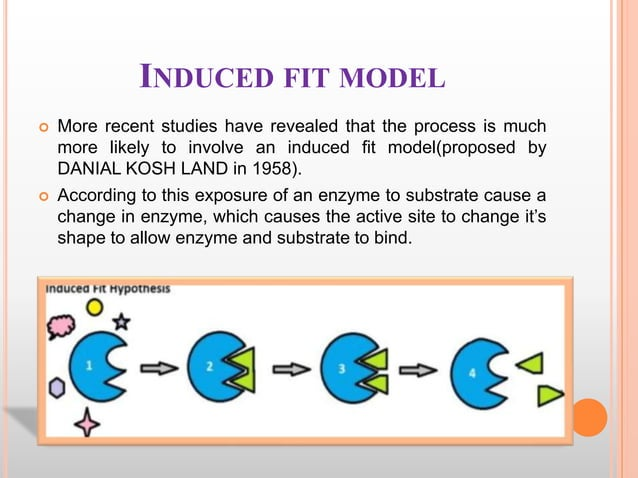 INDUCED FIT MODEL
More recent studies have revealed that the process is much
more likely to involve an induced fit model(proposed by
DANIAL KOSH LAND in 1958).
According to this exposure of an enzyme to substrate cause a
change in enzyme, which causes the active site to change it's
shape to allow enzyme and substrate to bind.
Induced Fit Hypothesis
1 2 3 4